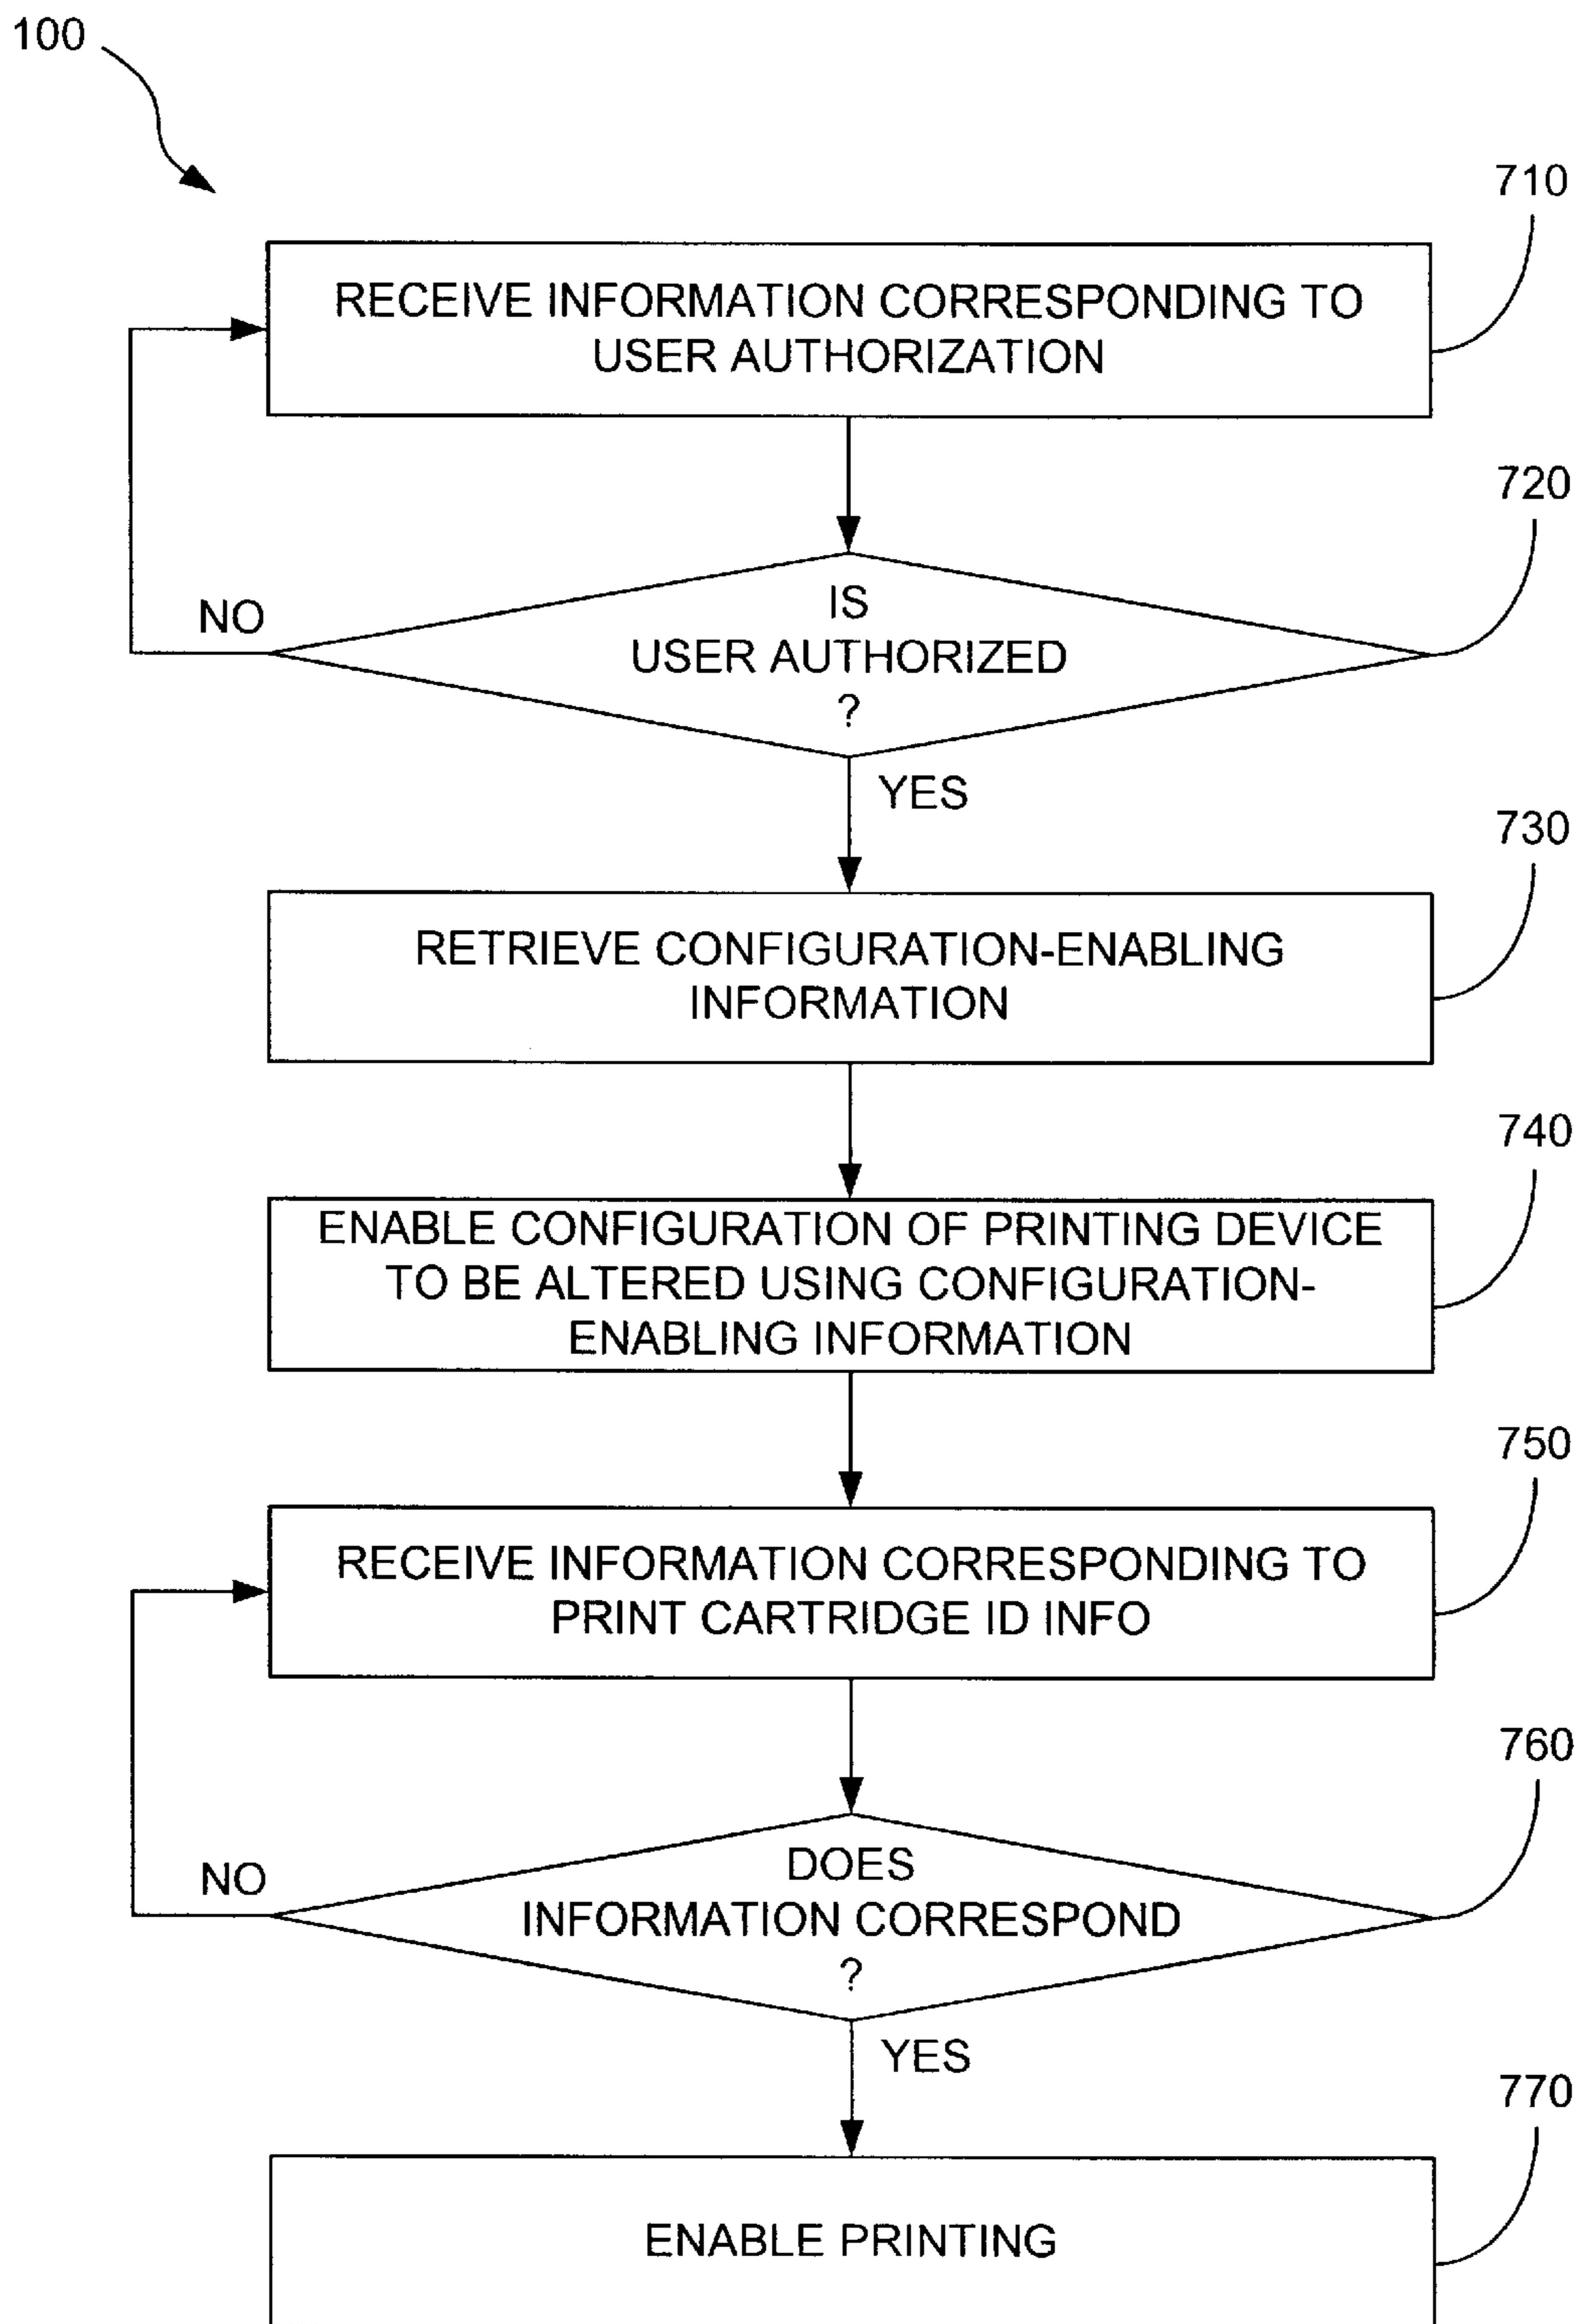 100
710
RECEIVE INFORMATION CORRESPONDING TO
USER AUTHORIZATION
720
IS
USER AUTHORIZED
?
NO
YES
730
RETRIEVE CONFIGURATION-ENABLING
INFORMATION
740
ENABLE CONFIGURATION OF PRINTING DEVICE
TO BE ALTERED USING CONFIGURATION-
ENABLING INFORMATION
750
RECEIVE INFORMATION CORRESPONDING TO
PRINT CARTRIDGE ID INFO
760
DOES
INFORMATION CORRESPOND
?
NO
YES
770
ENABLE PRINTING